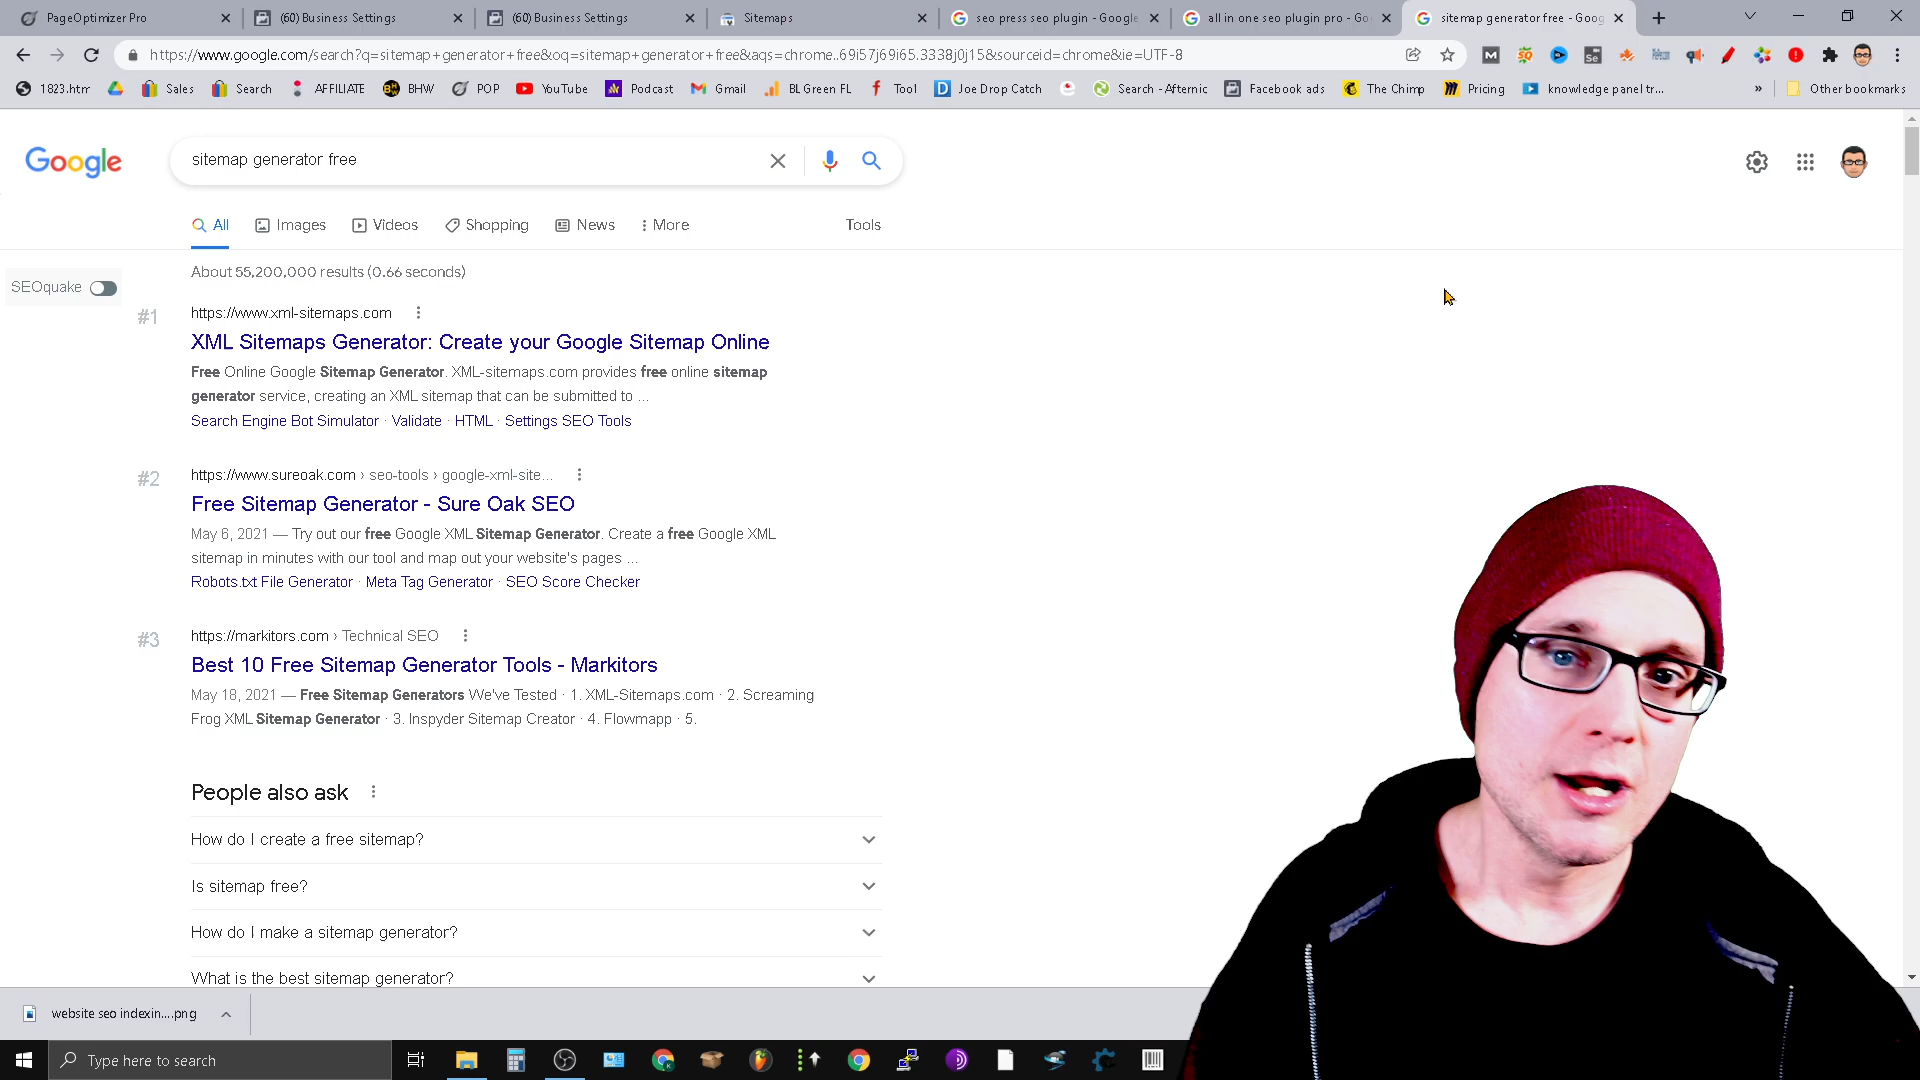 PageOptimizer Pro
(60) Business Settings
(60) Business Settings
Sitemaps
seo press seo plugin - Google
all in one seo plugin pro - Go
sitemap generator free - Goog
https://www.google.com/search?q=sitemap+generator+free&oq=sitemap+generator+free&aqs=chrome..69i57j69i65.3338j0j15&sourceid=chrome&ie=UTF-8
1823.htm
Sales
Search
AFFILIATE
BHW
POP
YouTube
Podcast
Gmail
BL Green FL
Tool
Joe Drop Catch
Search - Afternic
Facebook ads
The Chimp
Pricing
knowledge panel tr...
»
Other bookmarks
Google
sitemap generator free
All
Images
Videos
Shopping
News
More
Tools
About 55,200,000 results (0.66 seconds)
SEOquake
#1
https://www.xml-sitemaps.com
XML Sitemaps Generator: Create your Google Sitemap Online
Free Online Google Sitemap Generator. XML-sitemaps.com provides free online sitemap
generator service, creating an XML sitemap that can be submitted to ...
Search Engine Bot Simulator · Validate · HTML · Settings SEO Tools
#2
https://www.sureoak.com › seo-tools › google-xml-site...
Free Sitemap Generator - Sure Oak SEO
May 6, 2021 — Try out our free Google XML Sitemap Generator. Create a free Google XML
sitemap in minutes with our tool and map out your website's pages ...
Robots.txt File Generator · Meta Tag Generator · SEO Score Checker
#3
https://markitors.com › Technical SEO
Best 10 Free Sitemap Generator Tools - Markitors
May 18, 2021 — Free Sitemap Generators We've Tested · 1. XML-Sitemaps.com · 2. Screaming
Frog XML Sitemap Generator · 3. Inspyder Sitemap Creator · 4. Flowmapp · 5.
People also ask
How do I create a free sitemap?
Is sitemap free?
How do I make a sitemap generator?
What is the best sitemap generator?
website seo indexin....png
Type here to search